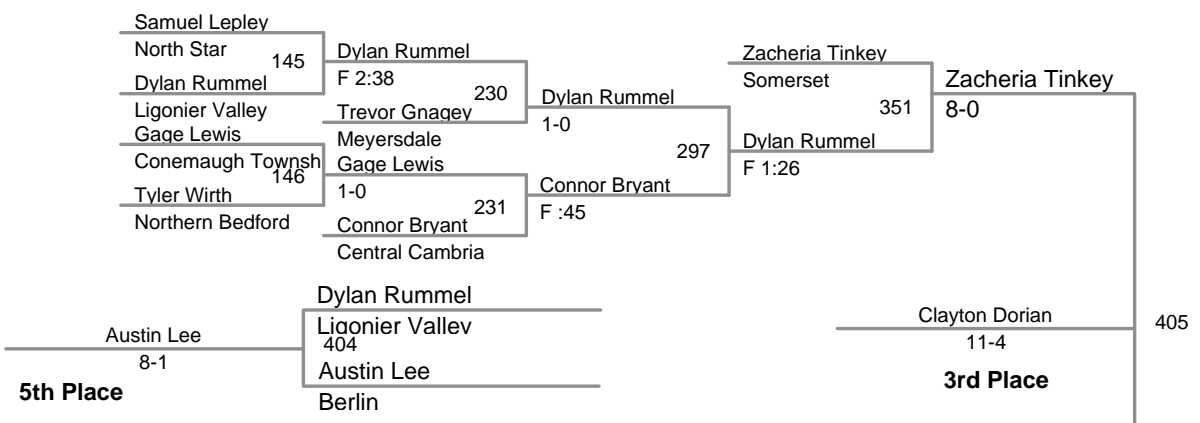 Samuel Lepley
North Star
145
Dylan Rummel
Ligonier Valley
Gage Lewis
Conemaugh Townsh
146
Tyler Wirth
Northern Bedford
Dylan Rummel
F 2:38
230
Trevor Gnagey
Meyersdale
Gage Lewis
1-0
231
Connor Bryant
Central Cambria
Dylan Rummel
1-0
297
Connor Bryant
F :45
Zacheria Tinkey
Somerset
351
Dylan Rummel
F 1:26
Zacheria Tinkey
8-0
Dylan Rummel
Ligonier Valley
404
Austin Lee
Berlin
Austin Lee
8-1
5th Place
Clayton Dorian
11-4
405
3rd Place